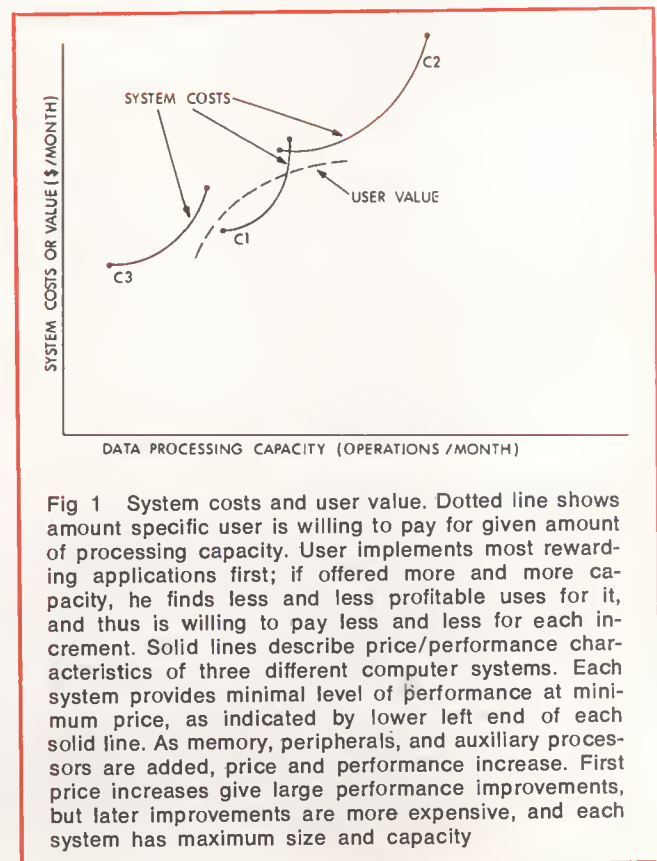 SYSTEM COSTS OR VALUE ($/MONTH)
SYSTEM COSTS
C2
USER VALUE
C1
C3
DATA PROCESSING CAPACITY (OPERATIONS /MONTH)
Fig 1 System costs and user value. Dotted line shows
amount specific user is willing to pay for given amount
of processing capacity. User implements most reward-
ing applications first; if offered more and more ca-
pacity, he finds less and less profitable uses for it,
and thus is willing to pay less and less for each in-
crement. Solid lines describe price/performance char-
acteristics of three different computer systems. Each
system provides minimal level of performance at mini-
mum price, as indicated by lower left end of each
solid line. As memory, peripherals, and auxiliary proces-
sors are added, price and performance increase. First
price increases give large performance improvements,
but later improvements are more expensive, and each
system has maximum size and capacity